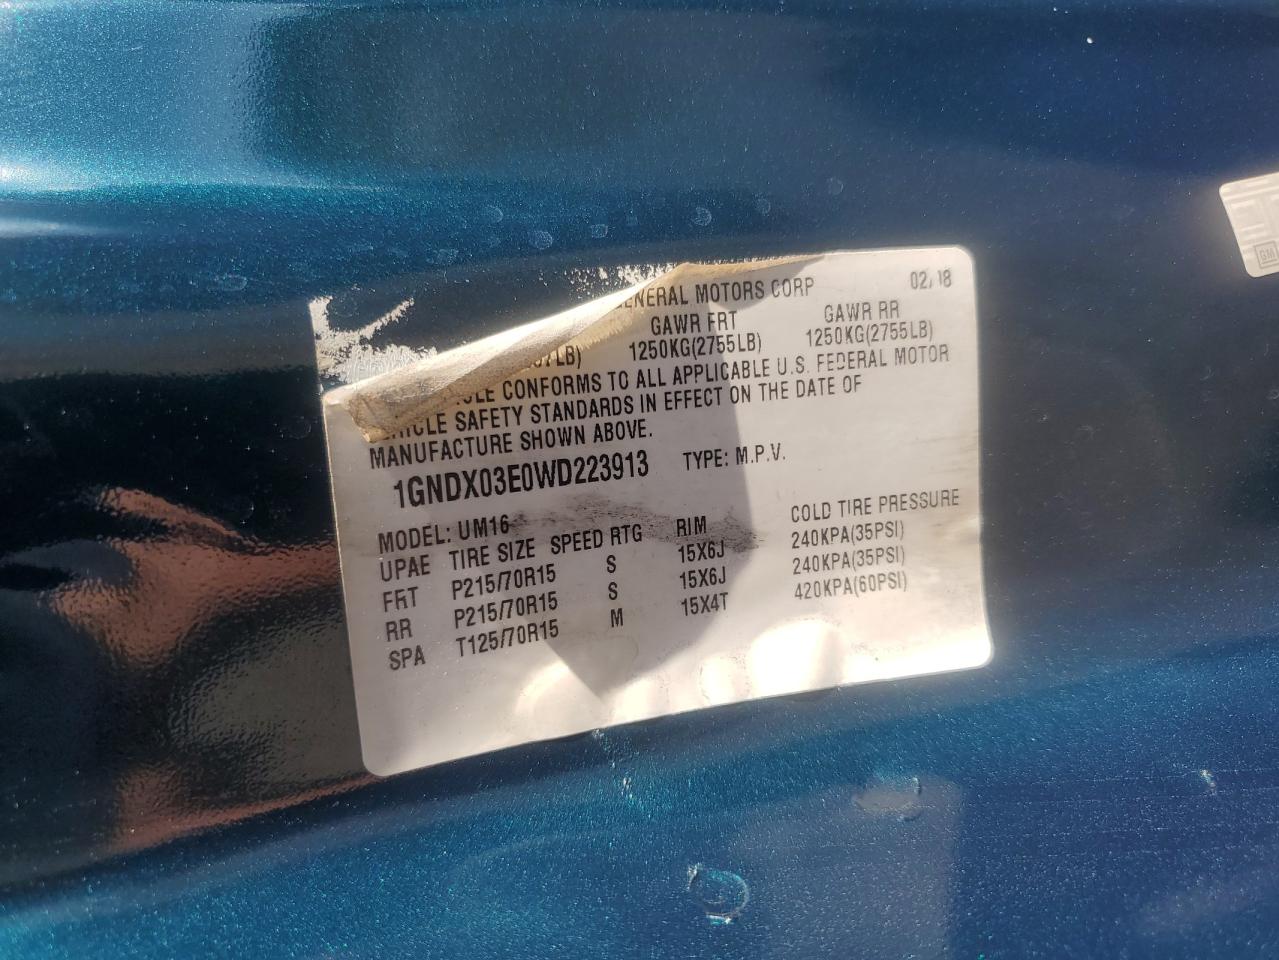 GENERAL MOTORS CORP
GAWR FRT GAWR RR
LB) 1250KG(2755LB) 1250KG(2755LB)
CONFORMS TO ALL APPLICABLE U.S. FEDERAL MOTOR
VEHICLE SAFETY STANDARDS IN EFFECT ON THE DATE OF
MANUFACTURE SHOWN ABOVE.
1GNDX03E0WD223913 TYPE: M.P.V.
MODEL: UM16
UPAE TIRE SIZE SPEED RTG RIM COLD TIRE PRESSURE
FRT P215/70R15 S 15X6J 240KPA(35PSI)
RR P215/70R15 S 15X6J 240KPA(35PSI)
SPA T125/70R15 M 15X4T 420KPA(60PSI)
GM